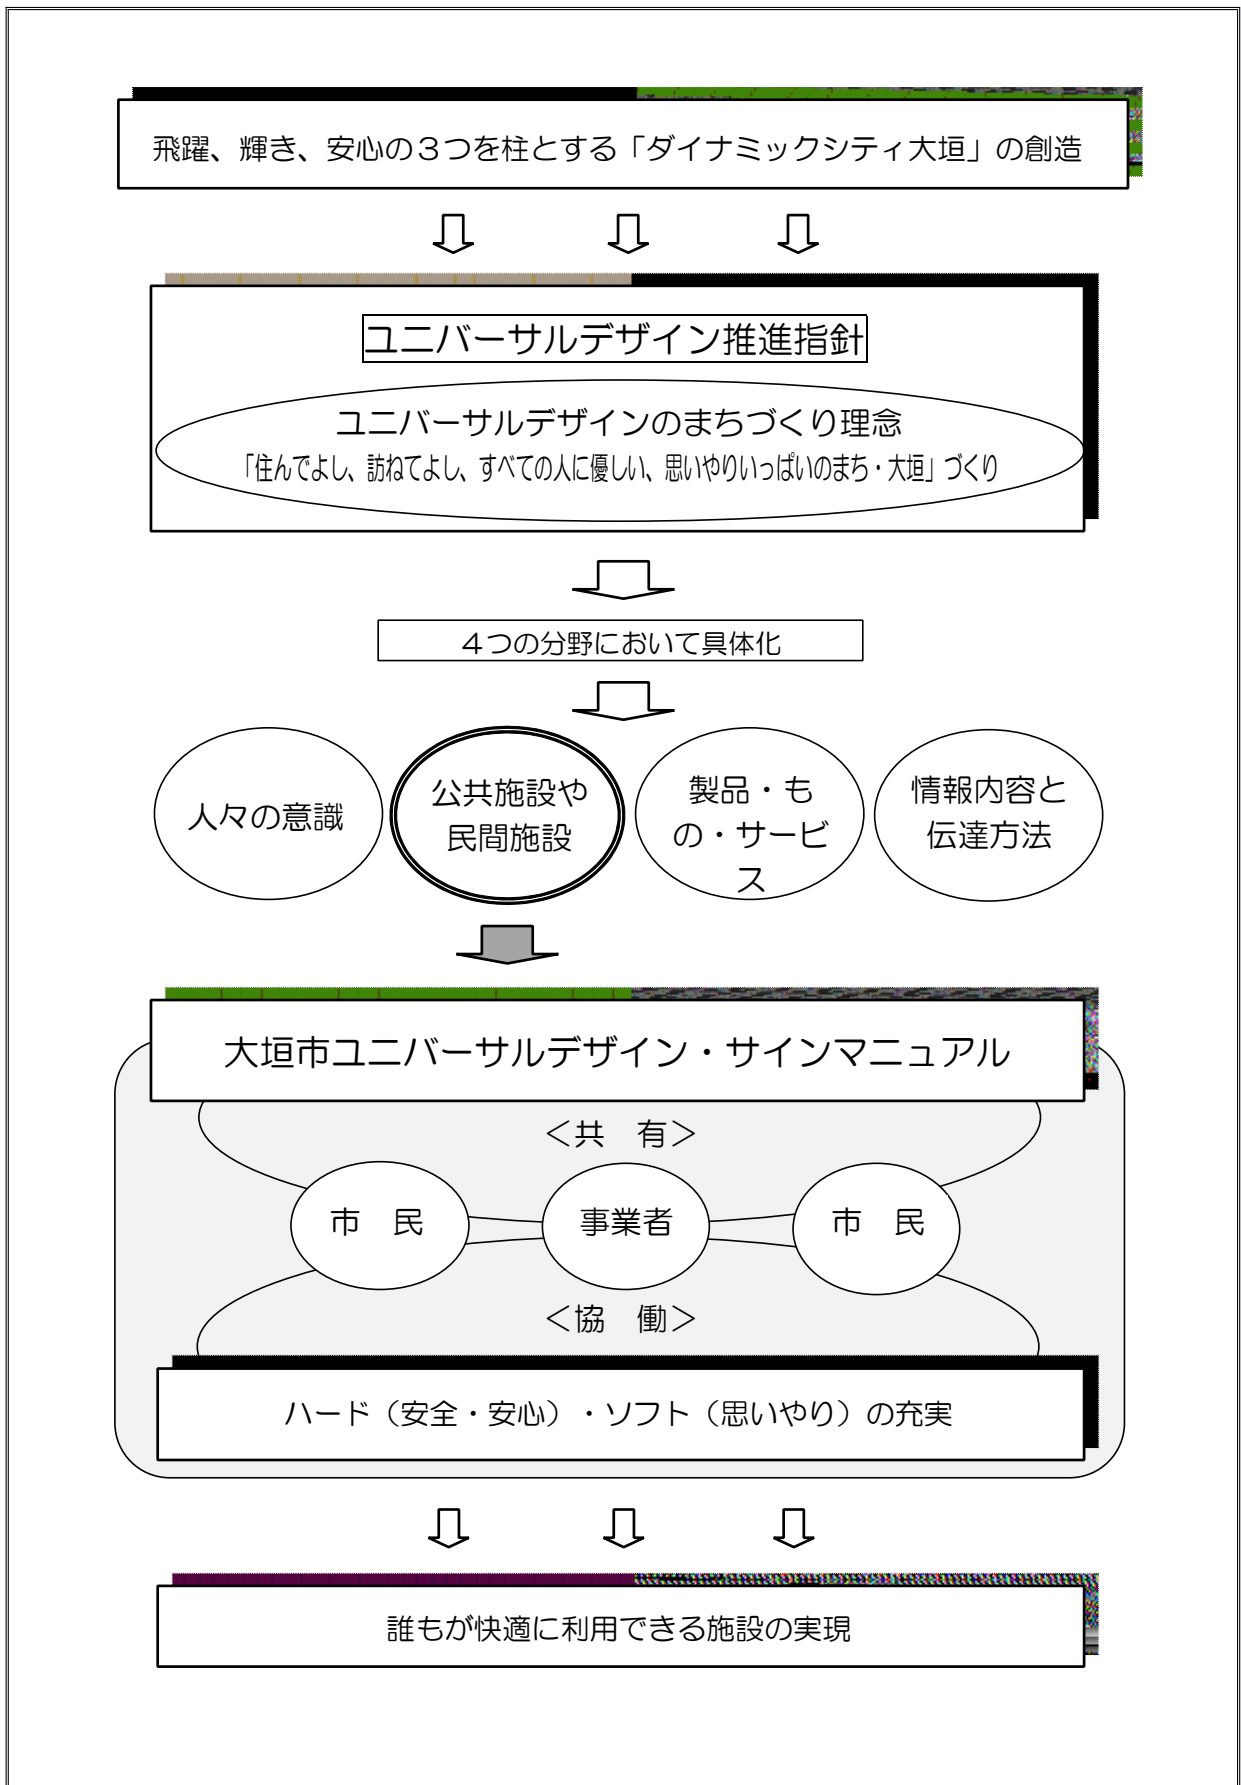 飛躍、輝き、安心の３つを柱とする「ダイナミックシティ大垣」の創造
ユニバーサルデザイン推進指針
ユニバーサルデザインのまちづくり理念
「住んでよし、訪ねてよし、すべての人に優しい、思いやりいっぱいのまち・大垣」づくり
４つの分野において具体化
人々の意識
公共施設や
民間施設
製品・も
の・サービ
ス
情報内容と
伝達方法
大垣市ユニバーサルデザイン・サインマニュアル
＜共　有＞
市　民
事業者
市　民
＜協　働＞
ハード（安全・安心）・ソフト（思いやり）の充実
誰もが快適に利用できる施設の実現